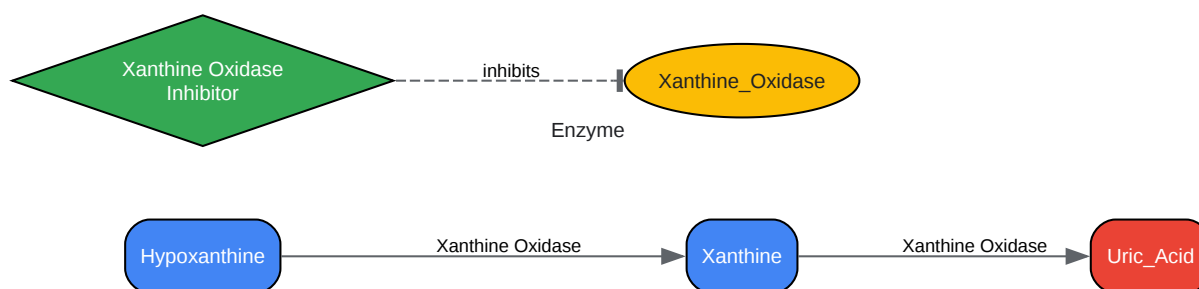 Xanthine Oxidase
Inhibitor
inhibits
Xanthine_Oxidase
Enzyme
Hypoxanthine
Xanthine Oxidase
Xanthine
Xanthine Oxidase
Uric_Acid